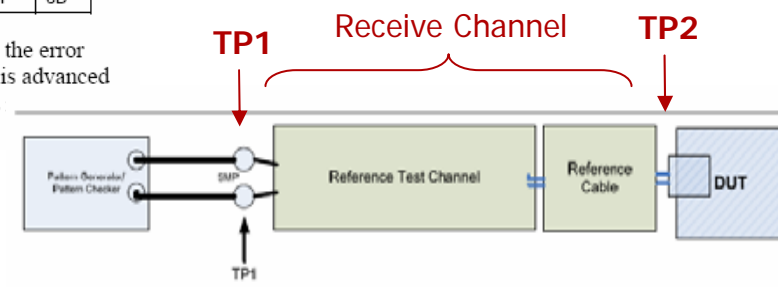 the error
is advanced
TP1
Receive Channel
TP2
Pattern Generator/
Pattern Checker
SMP
Reference Test Channel
Reference
Cable
DUT
TP1